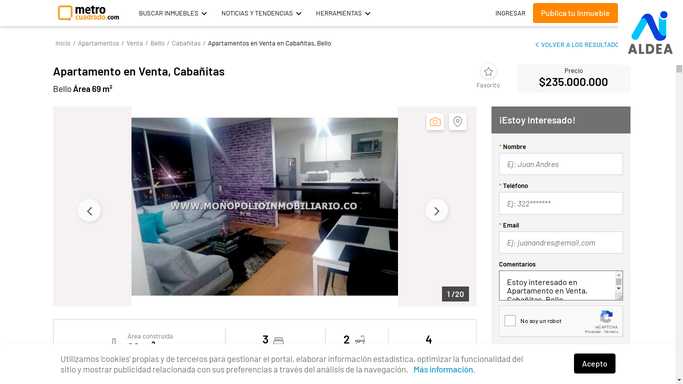 metro
cuadrado.com
BUSCAR INMUEBLES
NOTICIAS Y TENDENCIAS
HERRAMIENTAS
INGRESAR
Publica tu Inmueble
ALDEA
Inicio / Apartamentos / Venta / Bello / Cabañitas / Apartamentos en Venta en Cabañitas, Bello
VOLVER A LOS RESULTADO
Apartamento en Venta, Cabañitas
Bello Área 69 m²
Favorito
Precio
$235.000.000
WWW.MONOPOLIOINMOBILIARIO.CO
1 / 20
¡Estoy Interesado!
* Nombre
Ej: Juan Andres
* Teléfono
Ej: 322*******
* Email
Ej: juanandres@email.com
Comentarios
Estoy interesado en
Apartamento en Venta,
Cabañitas, Bello
No soy un robot
reCAPTCHA
Privacidad - Términos
Área construida
3
2
4
Utilizamos 'cookies' propias y de terceros para gestionar el portal, elaborar información estadística, optimizar la funcionalidad del
sitio y mostrar publicidad relacionada con sus preferencias a través del análisis de la navegación. Más información.
Acepto